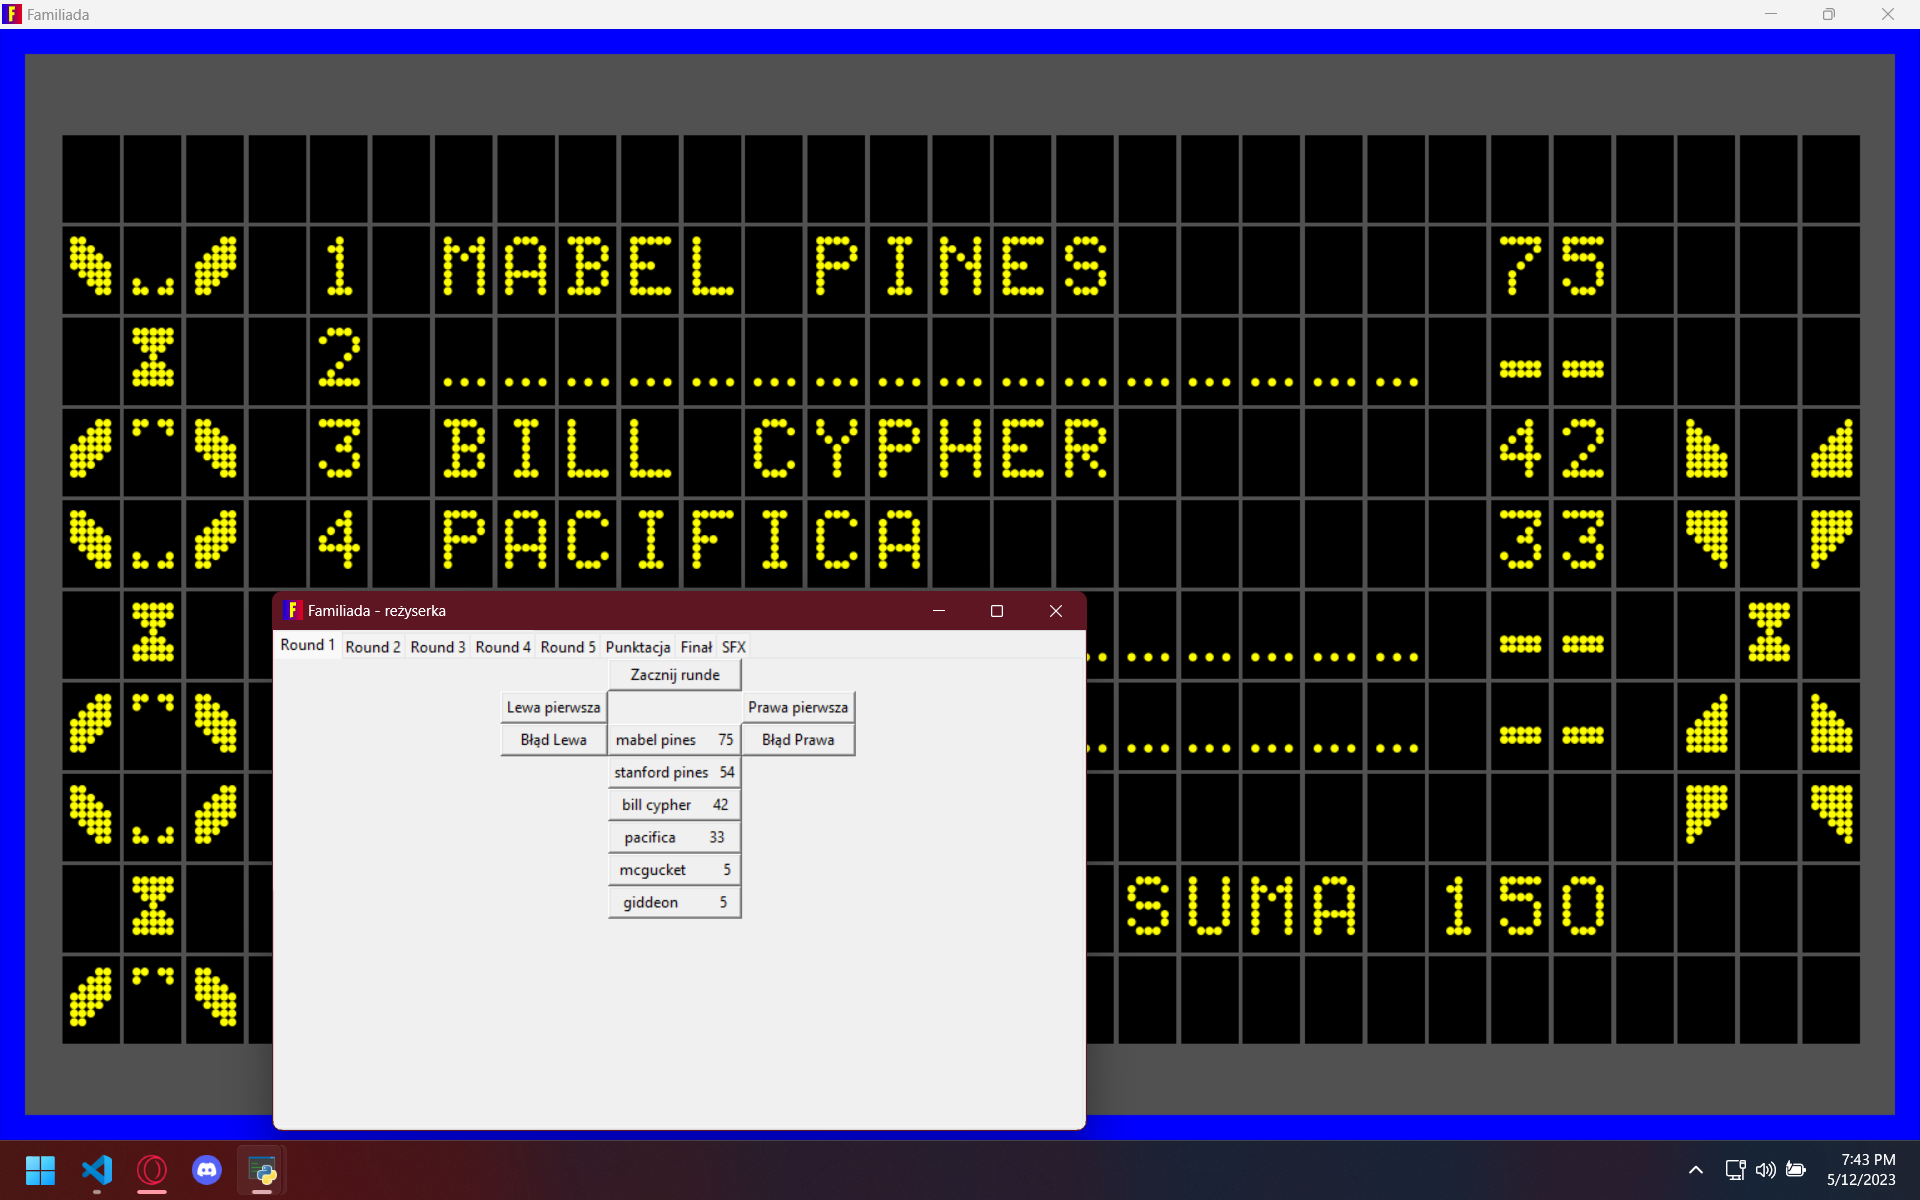 Familiada
1 MABEL PINES 75
2 .................................................. --
3 BILL CYPHER 42
4 PACIFICA 33
Familiada - reżyserka
Round 1 Round 2 Round 3 Round 4 Round 5 Punktacja Finał SFX
Zacznij runde
Lewa pierwsza Prawa pierwsza
Błąd Lewa mabel pines 75 Błąd Prawa
stanford pines 54
bill cypher 42
pacifica 33
mcgucket 5
giddeon 5
SUMA 150
7:43 PM
5/12/2023